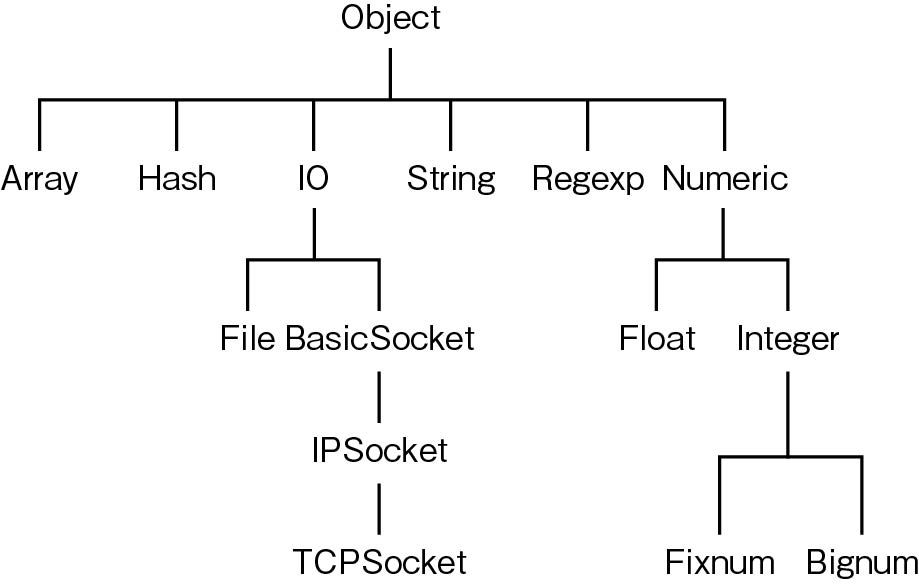 Object
Array Hash IO String Regexp Numeric
File BasicSocket Float Integer
IPSocket
TCPSocket Fixnum Bignum